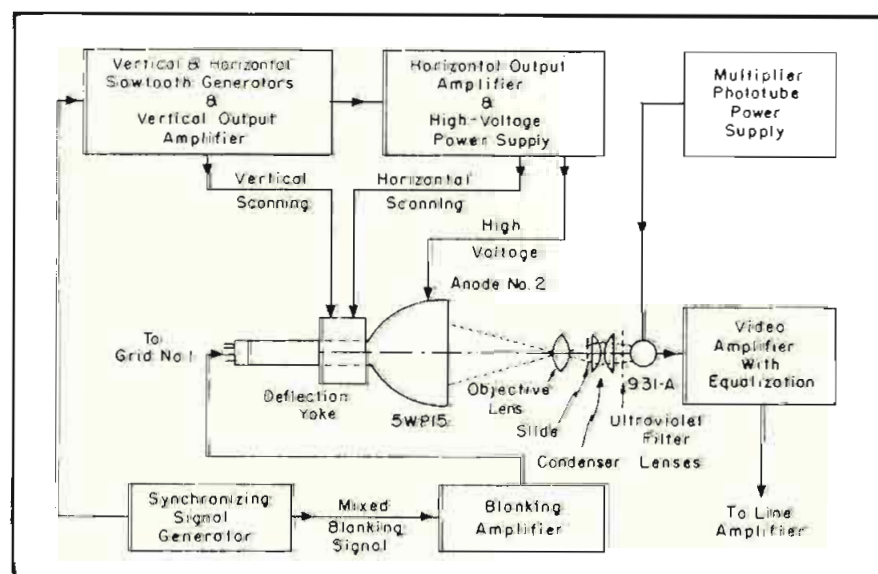 Vertical & Horizontal
Sawtooth Generators
&
Vertical Output
Amplifier
Horizontal Output
Amplifier
&
High-Voltage
Power Supply
Multiplier
Phototube
Power
Supply
Vertical
Scanning
Horizontal
Scanning
High
Voltage
Anode No. 2
To
Grid No. 1
Deflection
Yoke
5WP15
Objective
Lens
Slide
Condenser
Ultraviolet
Filter
Lenses
931-A
Video
Amplifier
With
Equalization
Synchronizing
Signal
Generator
Mixed
Blanking
Signal
Blanking
Amplifier
To Line
Amplifier